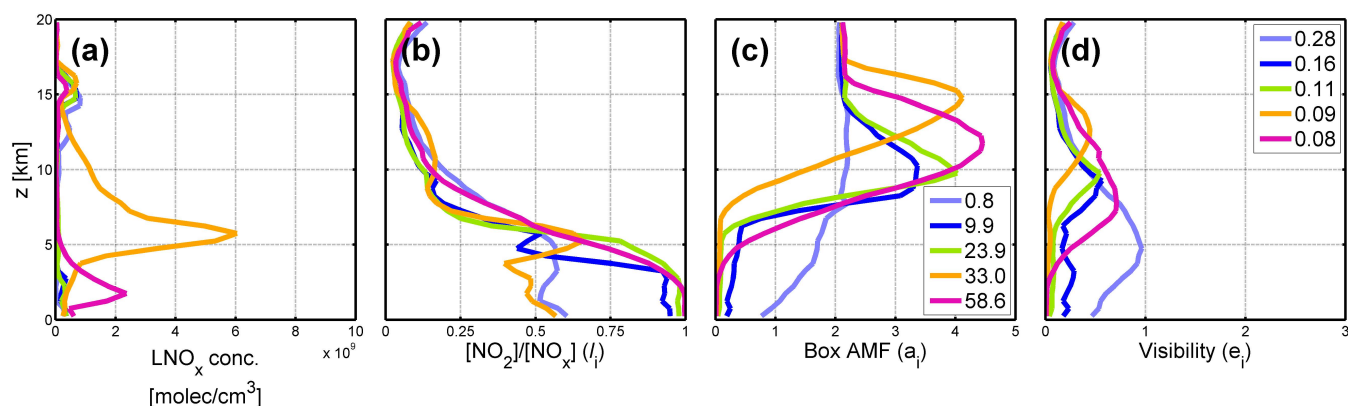 20
15
10
5
0
z [km]
(a)
0 2 4 6 8 10
x 10^9
LNO_x conc.
[molec/cm^3]
(b)
0 0.25 0.5 0.75 1
[NO_2]/[NO_x] (l_i)
(c)
0.8
9.9
23.9
33.0
58.6
0 1 2 3 4 5
Box AMF (a_i)
(d)
0.28
0.16
0.11
0.09
0.08
0 1 2 3
Visibility (e_i)